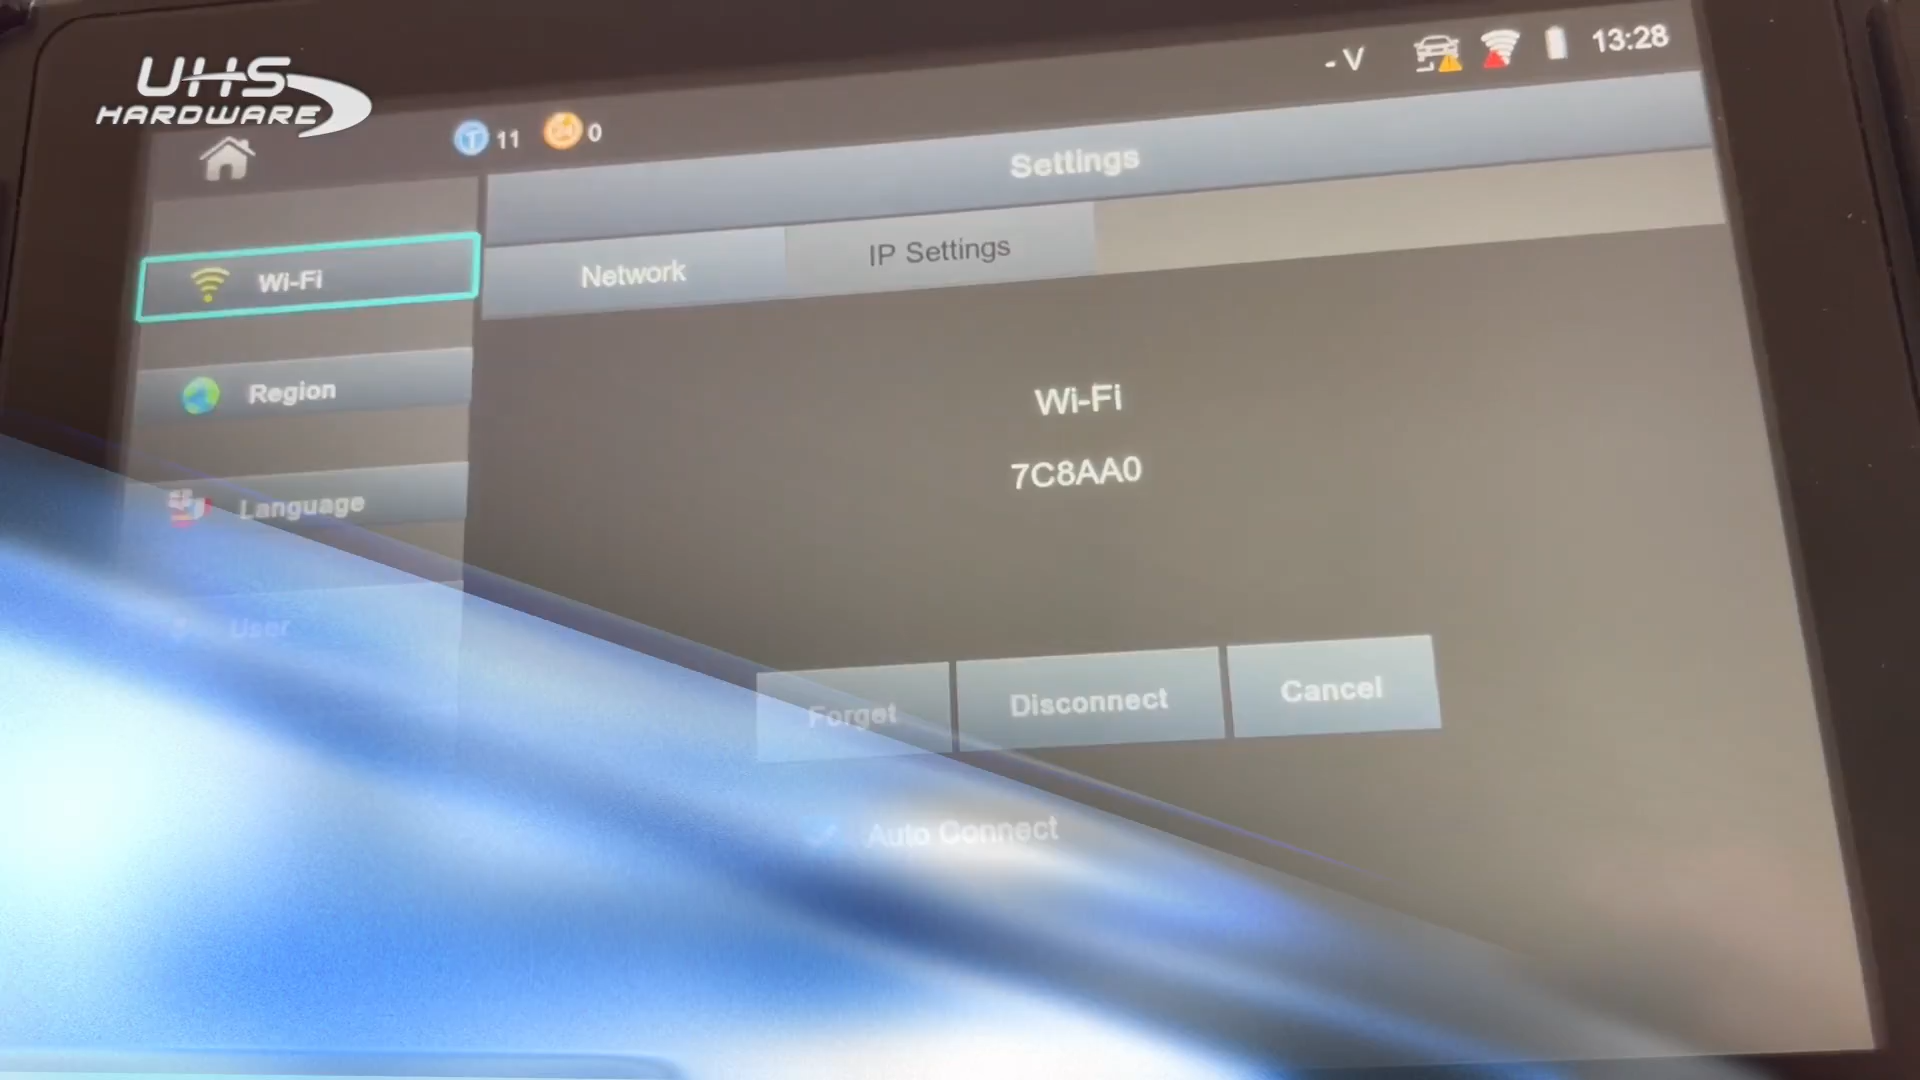 UHS
HARDWARE
- V
13:28
11
0
Settings
Wi-Fi
Network
IP Settings
Region
Wi-Fi
7C8AA0
Language
User
Forget
Disconnect
Cancel
Auto Connect